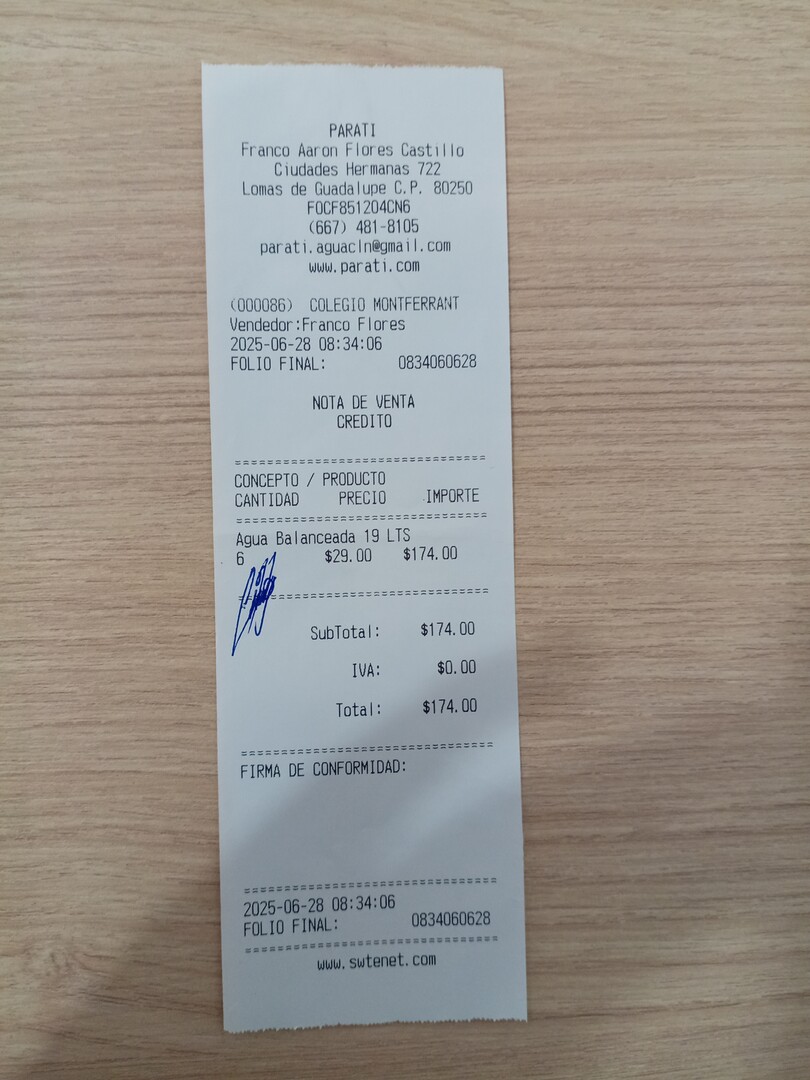 PARATI
Franco Aaron Flores Castillo
Ciudades Hermanas 722
Lomas de Guadalupe C.P. 80250
FOCF851204CN6
(667) 481-8105
parati.aguacln@gmail.com
www.parati.com
(000086) COLEGIO MONTFERRANT
Vendedor:Franco Flores
2025-06-28 08:34:06
FOLIO FINAL: 0834060628
NOTA DE VENTA
CREDITO
================================
CONCEPTO / PRODUCTO
CANTIDAD PRECIO IMPORTE
================================
Agua Balanceada 19 LTS
6 $29.00 $174.00
================================
SubTotal: $174.00
IVA: $0.00
Total: $174.00
================================
FIRMA DE CONFORMIDAD:
================================
2025-06-28 08:34:06
FOLIO FINAL: 0834060628
================================
www.swtenet.com